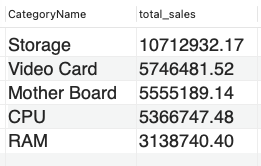 CategoryName total_sales
Storage 10712932.17
Video Card 5746481.52
Mother Board 5555189.14
CPU 5366747.48
RAM 3138740.40